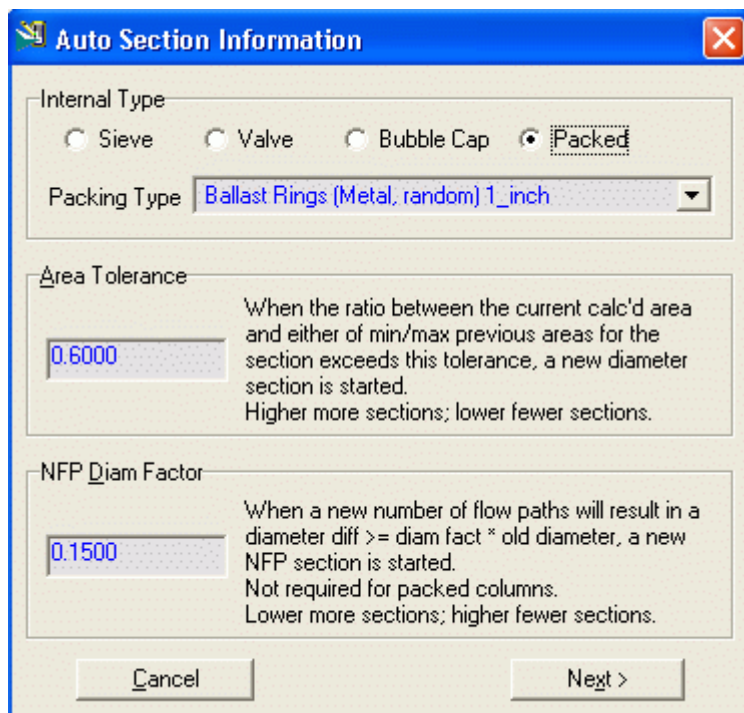 Auto Section Information
Internal Type
Sieve Valve Bubble Cap Packed
Packing Type Ballast Rings (Metal, random) 1_inch
Area Tolerance
0.6000
When the ratio between the current calc'd area
and either of min/max previous areas for the
section exceeds this tolerance, a new diameter
section is started.
Higher more sections; lower fewer sections.
NFP Diam Factor
0.1500
When a new number of flow paths will result in a
diameter diff >= diam fact * old diameter, a new
NFP section is started.
Not required for packed columns.
Lower more sections; higher fewer sections.
Cancel Next >